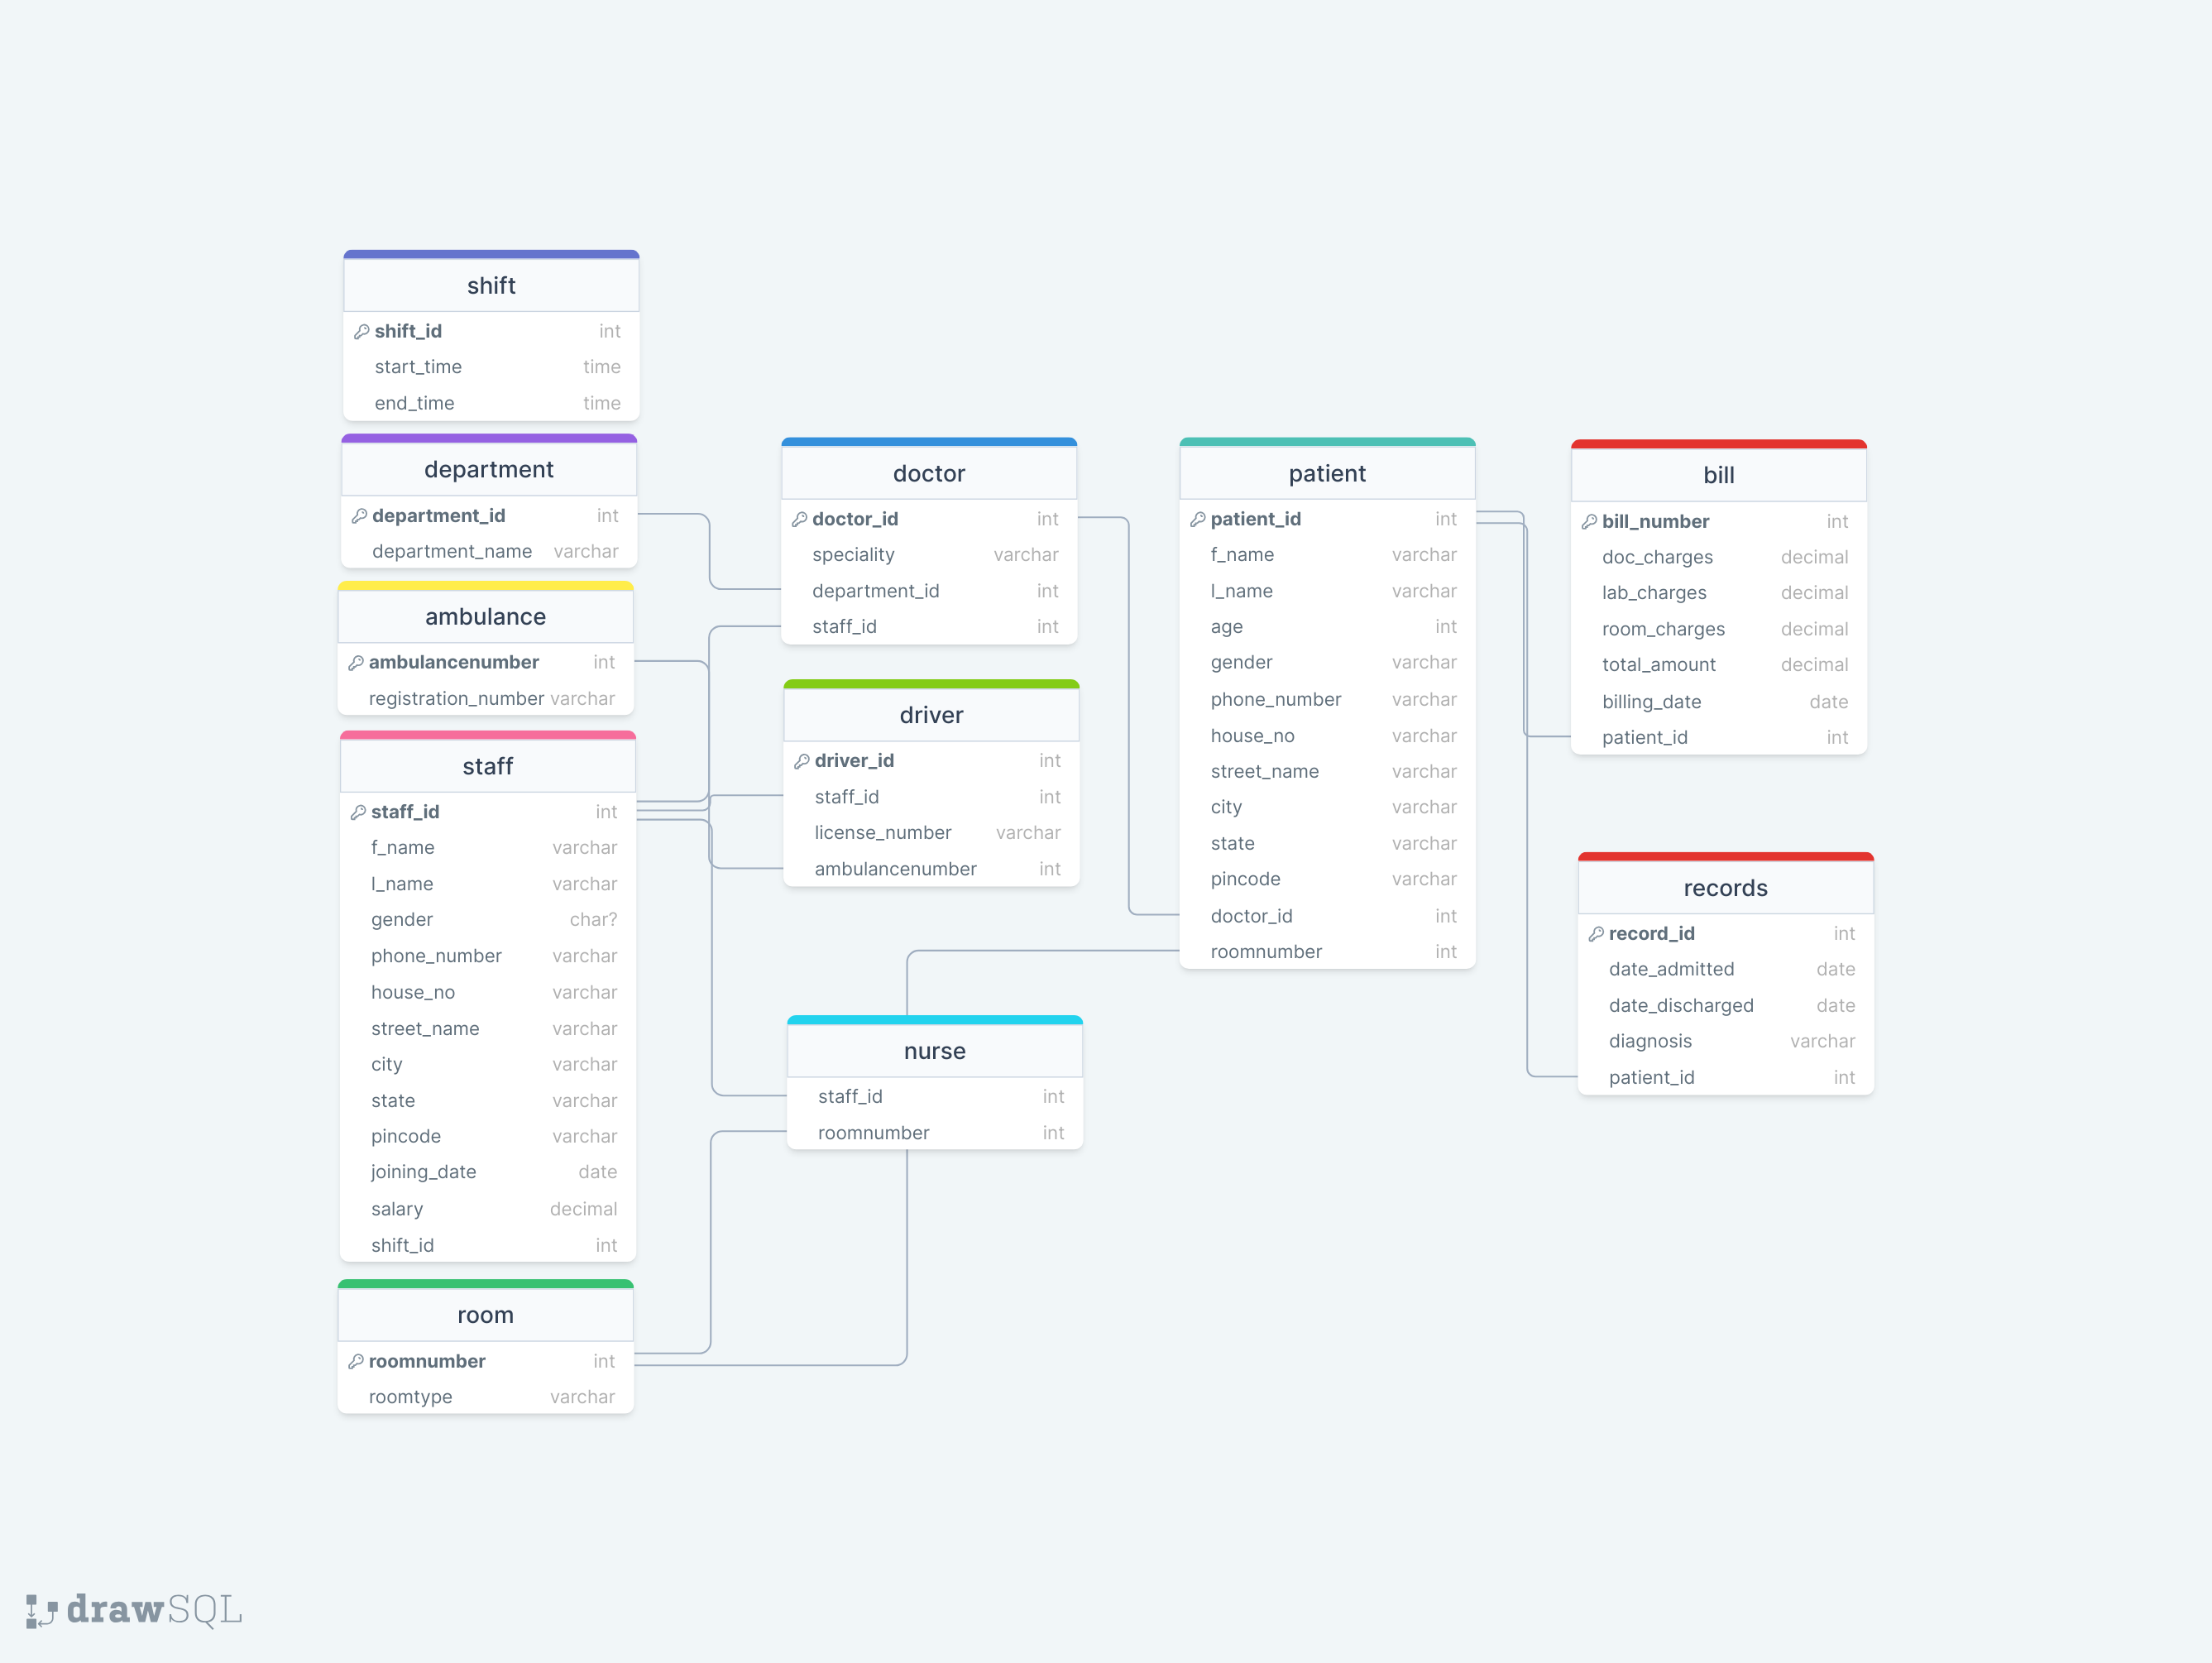 shift
shift_id int
start_time time
end_time time
department
department_id int
department_name varchar
ambulance
ambulancenumber int
registration_number varchar
staff
staff_id int
f_name varchar
l_name varchar
gender char?
phone_number varchar
house_no varchar
street_name varchar
city varchar
state varchar
pincode varchar
joining_date date
salary decimal
shift_id int
room
roomnumber int
roomtype varchar
doctor
doctor_id int
speciality varchar
department_id int
staff_id int
driver
driver_id int
staff_id int
license_number varchar
ambulancenumber int
nurse
staff_id int
roomnumber int
patient
patient_id int
f_name varchar
l_name varchar
age int
gender varchar
phone_number varchar
house_no varchar
street_name varchar
city varchar
state varchar
pincode varchar
doctor_id int
roomnumber int
bill
bill_number int
doc_charges decimal
lab_charges decimal
room_charges decimal
total_amount decimal
billing_date date
patient_id int
records
record_id int
date_admitted date
date_discharged date
diagnosis varchar
patient_id int
drawSQL